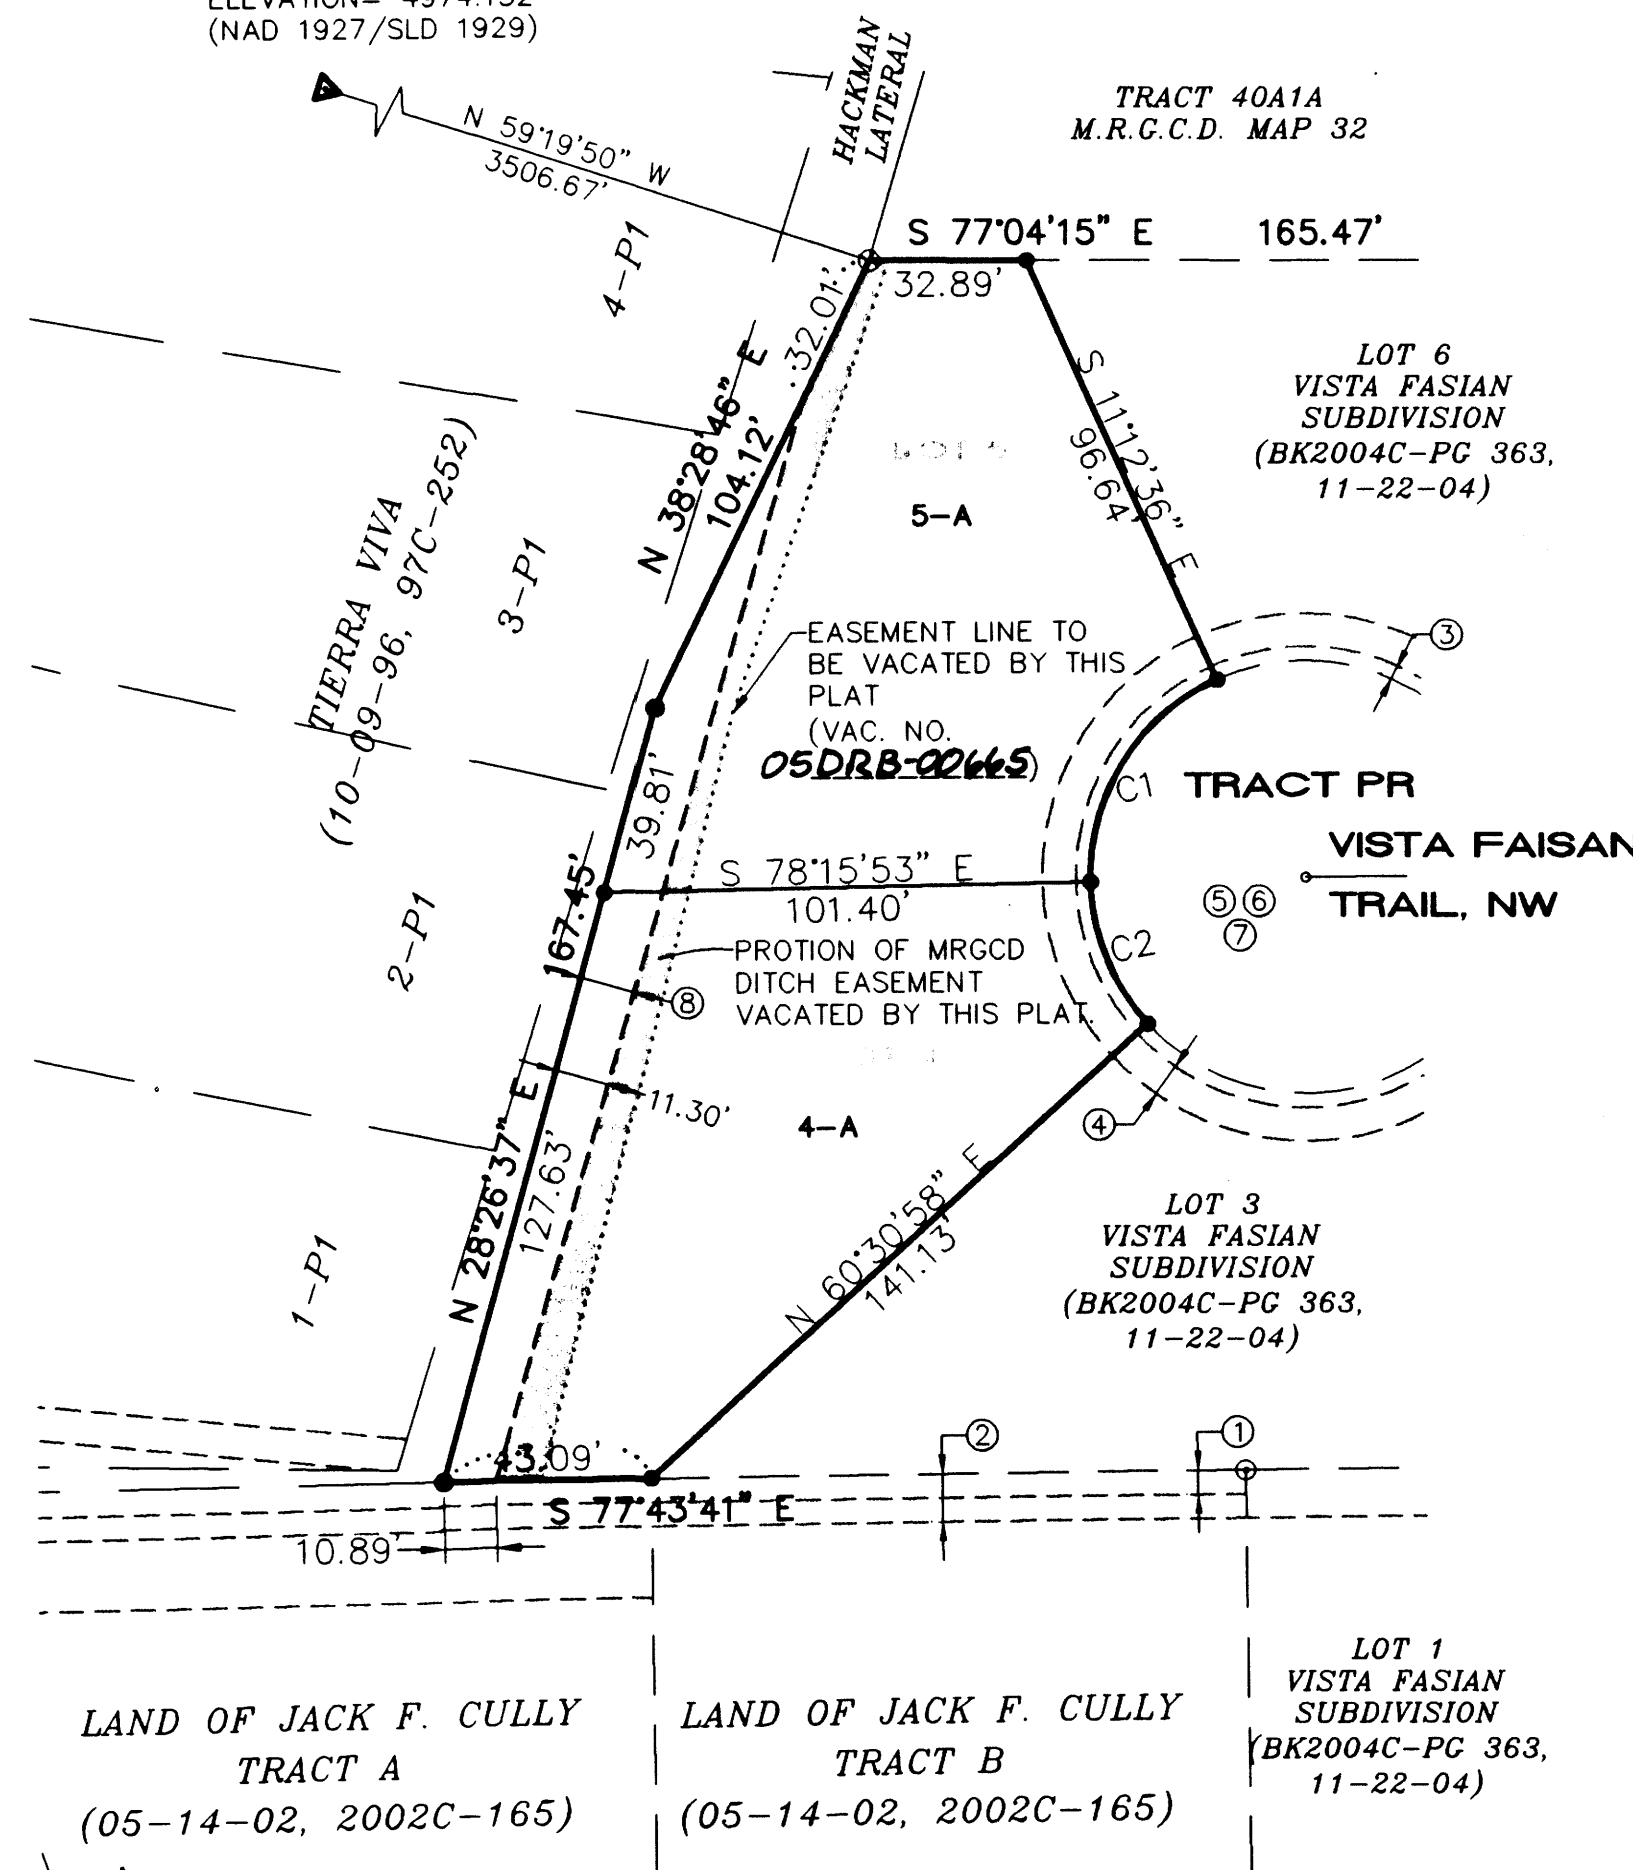 (NAD 1927/SLD 1929)
HACKMAN
LATERAL
TRACT 40A1A
M.R.G.C.D. MAP 32
N 59°19'50" W
3506.67'
S 77°04'15" E 165.47'
32.89'
4-P1
32.01'
N 38°28'46" E
104.12'
S 11°12'36" E
96.64'
LOT 6
VISTA FASIAN
SUBDIVISION
(BK2004C-PG 363,
11-22-04)
5-A
TIERRA VIVA
(10-09-96, 97C-252)
3-P1
EASEMENT LINE TO
BE VACATED BY THIS
PLAT
(VAC. NO.
05DRB-00665)
3
39.81'
C1
TRACT PR
VISTA FAISAN
TRAIL, NW
5 6
7
S 78°15'53" E
101.40'
167.45'
2-P1
PROTION OF MRGCD
DITCH EASEMENT
VACATED BY THIS PLAT.
8
C2
11.30'
4-A
4
N 28°26'37" E
127.63'
N 60°30'58" E
141.13'
LOT 3
VISTA FASIAN
SUBDIVISION
(BK2004C-PG 363,
11-22-04)
1-P1
43.09'
S 77°43'41" E
2
1
10.89'
LAND OF JACK F. CULLY
TRACT A
(05-14-02, 2002C-165)
LAND OF JACK F. CULLY
TRACT B
(05-14-02, 2002C-165)
LOT 1
VISTA FASIAN
SUBDIVISION
(BK2004C-PG 363,
11-22-04)